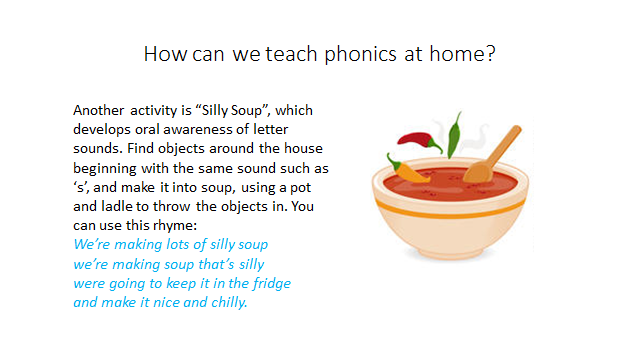 How can we teach phonics at home?
Another activity is “Silly Soup”, which
develops oral awareness of letter
sounds. Find objects around the house
beginning with the same sound such as
‘s’, and make it into soup, using a pot
and ladle to throw the objects in. You
can use this rhyme:
We’re making lots of silly soup
we’re making soup that’s silly
were going to keep it in the fridge
and make it nice and chilly.